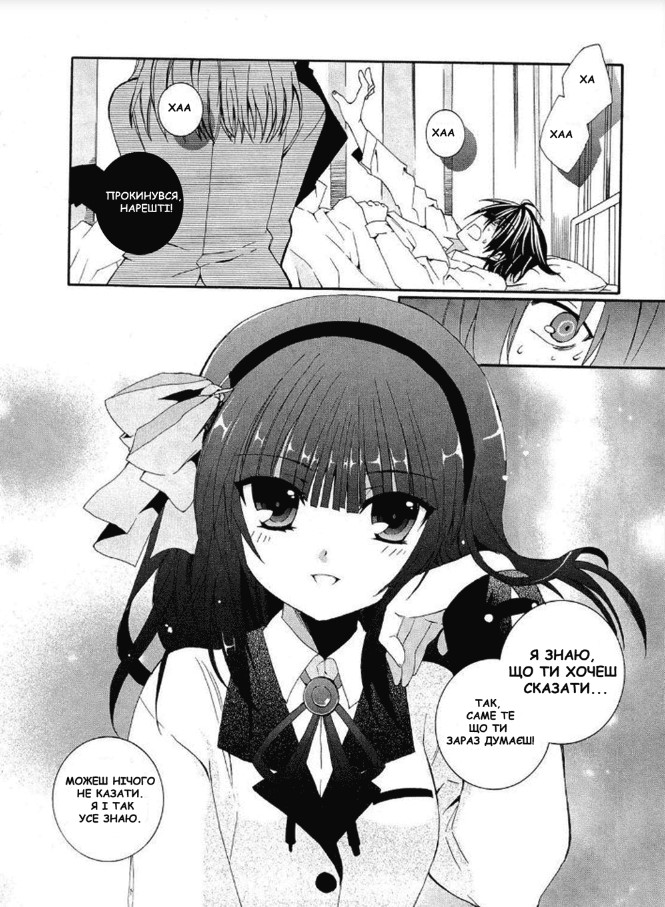 ХА
ХАА
ХАА
ХАА
ПРОКИНУВСЯ,
НАРЕШТІ!
Я ЗНАЮ,
ЩО ТИ ХОЧЕШ
СКАЗАТИ...
ТАК,
САМЕ ТЕ
ЩО ТИ
ЗАРАЗ ДУМАЄШ!
МОЖЕШ НІЧОГО
НЕ КАЗАТИ.
Я І ТАК
УСЕ ЗНАЮ.